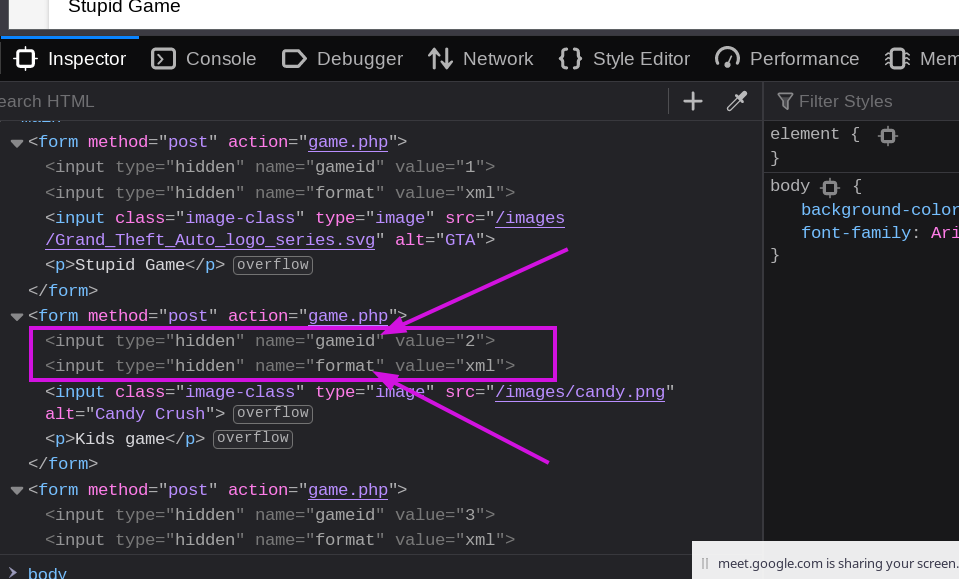 Stupid Game
Inspector Console Debugger Network Style Editor Performance Mem
earch HTML
Filter Styles
<form method="post" action="game.php">
<input type="hidden" name="gameid" value="1">
<input type="hidden" name="format" value="xml">
<input class="image-class" type="image" src="/images
/Grand_Theft_Auto_logo_series.svg" alt="GTA">
<p>Stupid Game</p> overflow
</form>
<form method="post" action="game.php">
<input type="hidden" name="gameid" value="2">
<input type="hidden" name="format" value="xml">
<input class="image-class" type="image" src="/images/candy.png"
alt="Candy Crush"> overflow
<p>Kids game</p> overflow
</form>
<form method="post" action="game.php">
<input type="hidden" name="gameid" value="3">
<input type="hidden" name="format" value="xml">
body
element {
}
body {
background-color
font-family: Ari
}
meet.google.com is sharing your screen.